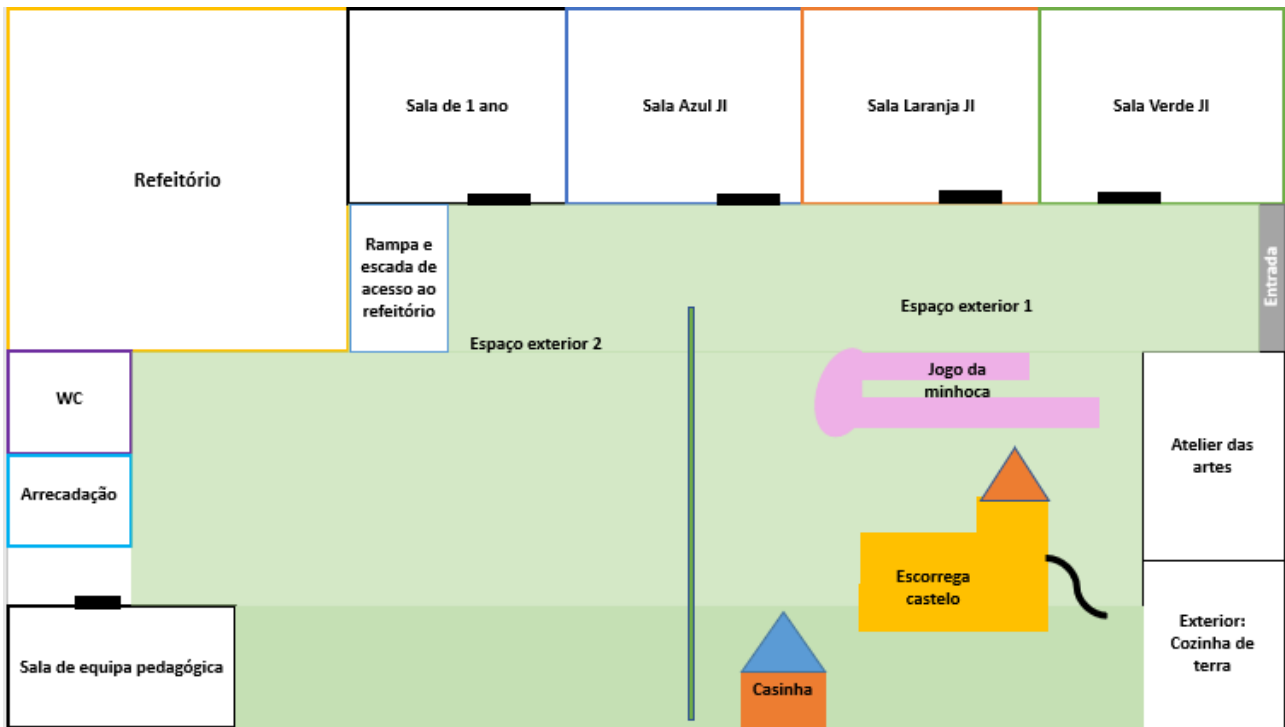 Sala de 1 ano
Sala Azul JI
Sala Laranja JI
Sala Verde JI
Refeitório
Rampa e
escada de
acesso ao
refeitório
Entrada
Espaço exterior 1
Espaço exterior 2
Jogo da
minhoca
WC
Atelier das
artes
Arrecadação
Escorrega
castelo
Exterior:
Cozinha de
terra
Sala de equipa pedagógica
Casinha